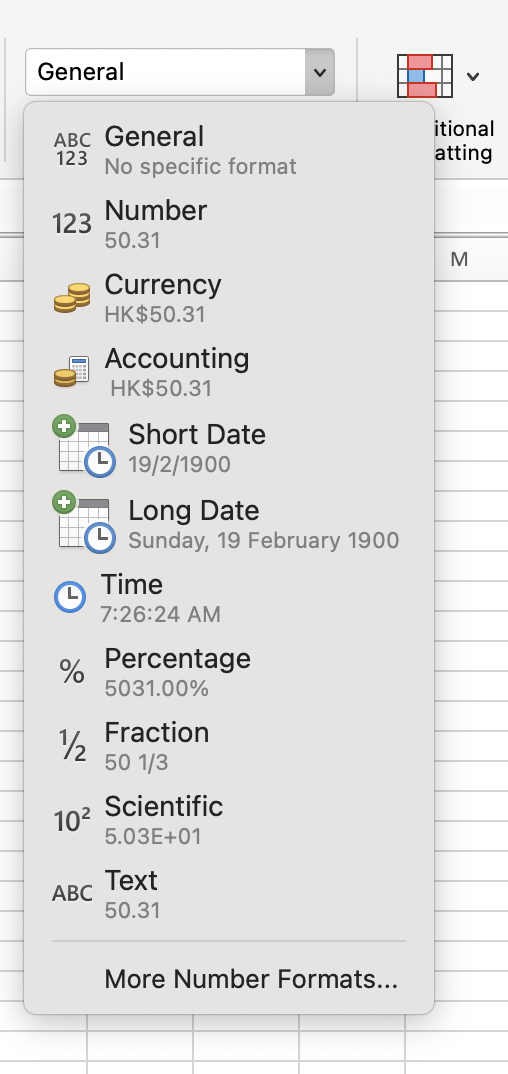 General
itional
atting
M
ABC
123
General
No specific format
123
Number
50.31
Currency
HK$50.31
Accounting
HK$50.31
Short Date
19/2/1900
Long Date
Sunday, 19 February 1900
Time
7:26:24 AM
%
Percentage
5031.00%
½
Fraction
50 1/3
10²
Scientific
5.03E+01
ABC
Text
50.31
More Number Formats...